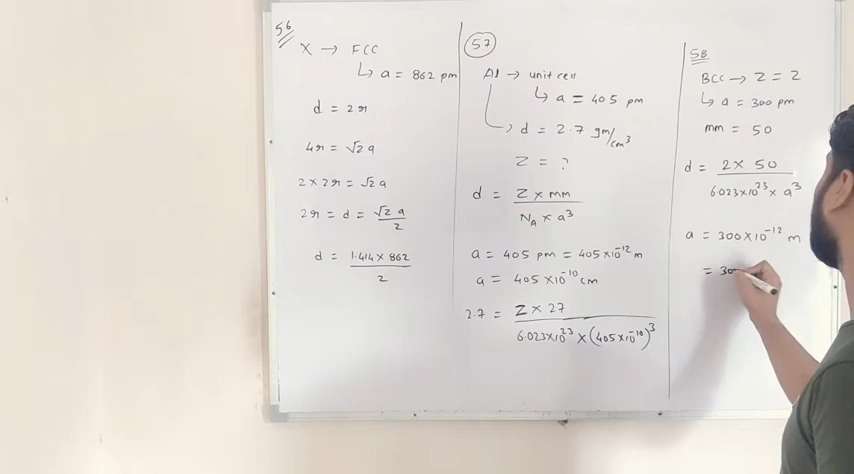 56
X → FCC
↳ a = 862 pm
d = 2r
4r = √2 a
2 × 2r = √2 a
2r = d = √2 a / 2
d = 1.414 × 862 / 2
57
Al → unit cell
↳ a = 405 pm
↳ d = 2.7 gm/cm³
Z = ?
d = Z × mm / N_A × a³
a = 405 pm = 405×10⁻¹² m
a = 405 ×10⁻¹⁰ cm
2.7 = Z × 27 / 6.023×10²³ × (405×10⁻¹⁰)³
58
BCC → Z = 2
↳ a = 300 pm
mm = 50
d = 2 × 50 / 6.023×10²³ × a³
a = 300 × 10⁻¹² m
= 300